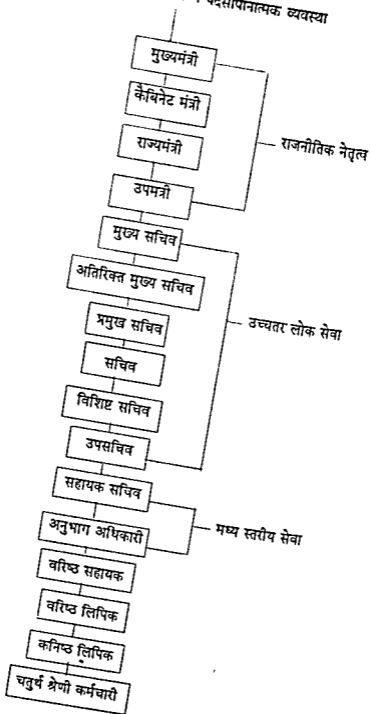 पदसोपानात्मक व्यवस्था
मुख्यमंत्री
कैबिनेट मंत्री
राज्यमंत्री
राजनीतिक नेतृत्व
उपमंत्री
मुख्य सचिव
अतिरिक्त मुख्य सचिव
प्रमुख सचिव
उच्चतर लोक सेवा
सचिव
विशिष्ट सचिव
उपसचिव
सहायक सचिव
अनुभाग अधिकारी
मध्य स्तरीय सेवा
वरिष्ठ सहायक
वरिष्ठ लिपिक
कनिष्ठ लिपिक
चतुर्थ श्रेणी कर्मचारी